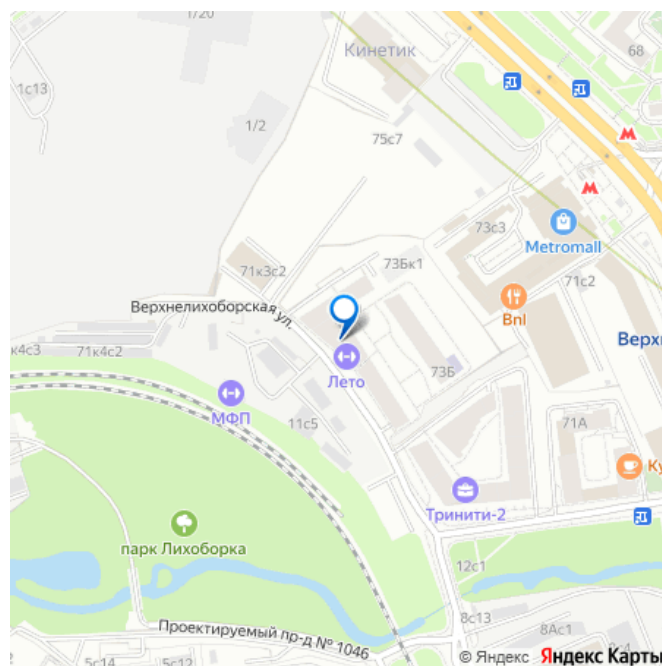 1/20
1с13
Кинетик
68
1/2
75с7
73с3
Metromall
71с2
71к3с2
73Бк1
Верхнелихоборская ул.
Bnl
Верхн
к4с3
71к4с2
Лето
73Б
МФП
11с5
71А
Ку
Тринити-2
парк Лихоборка
12с1
Проектируемый пр-д № 1046
8с13
8Ас1
5с14
5с12
© Яндекс Яндекс Карты